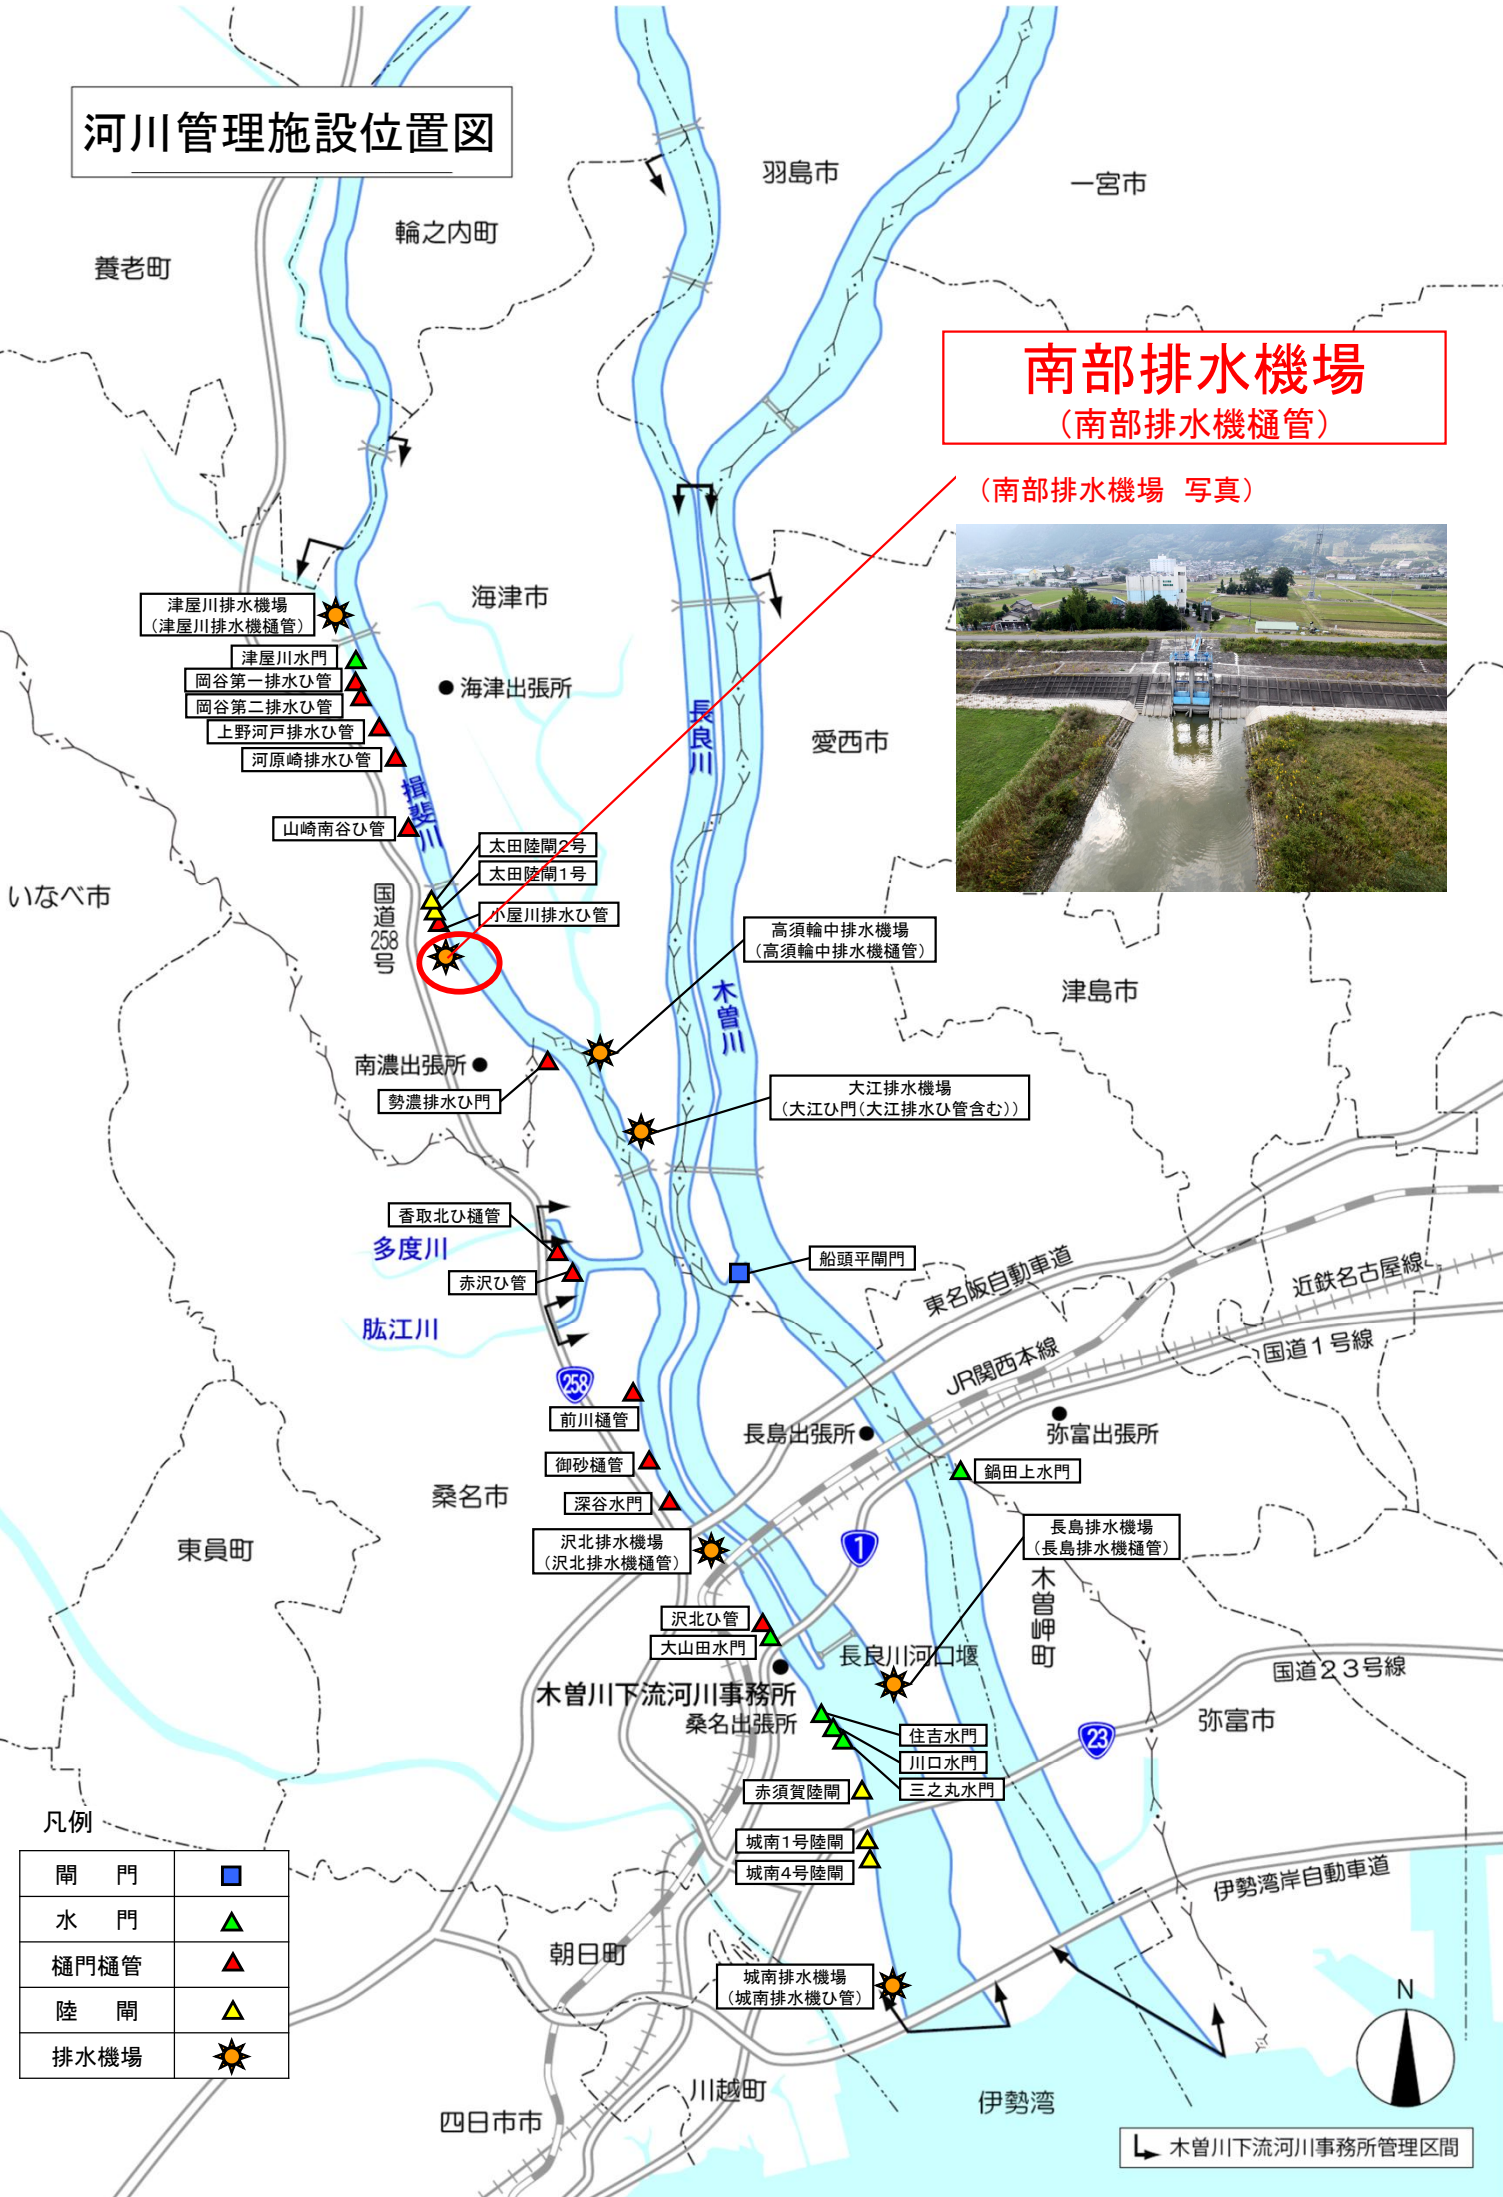 河川管理施設位置図
羽島市
一宮市
輪之内町
養老町
南部排水機場
（南部排水機樋管）
（南部排水機場　写真）
海津市
津屋川排水機場
（津屋川排水機樋管）
津屋川水門
岡谷第一排水ひ管
岡谷第二排水ひ管
上野河戸排水ひ管
河原崎排水ひ管
海津出張所
長良川
愛西市
揖斐川
山崎南谷ひ管
太田陸閘2号
太田陸閘1号
小屋川排水ひ管
いなべ市
国道258号
高須輪中排水機場
（高須輪中排水機樋管）
木曽川
津島市
南濃出張所
勢濃排水ひ門
大江排水機場
（大江ひ門（大江排水ひ管含む））
香取北ひ樋管
多度川
赤沢ひ管
肱江川
船頭平閘門
東名阪自動車道
近鉄名古屋線
国道１号線
JR関西本線
258
前川樋管
長島出張所
弥富出張所
御砂樋管
鍋田上水門
桑名市
深谷水門
東員町
沢北排水機場
（沢北排水機樋管）
1
長島排水機場
（長島排水機樋管）
木曽岬町
沢北ひ管
大山田水門
長良川河口堰
国道２３号線
木曽川下流河川事務所
桑名出張所
弥富市
住吉水門
川口水門
三之丸水門
23
赤須賀陸閘
城南1号陸閘
城南4号陸閘
伊勢湾岸自動車道
凡例
閘　門
水　門
樋門樋管
陸　閘
排水機場
朝日町
城南排水機場
（城南排水機ひ管）
N
川越町
伊勢湾
四日市市
木曽川下流河川事務所管理区間